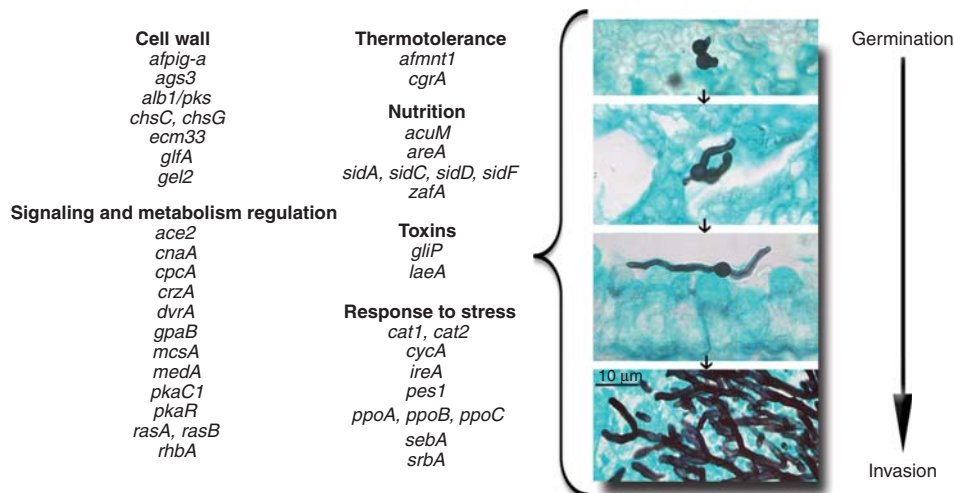 Cell wall
afpig-a
ags3
alb1/pks
chsC, chsG
ecm33
glfA
gel2
Signaling and metabolism regulation
ace2
cnaA
cpcA
crzA
dvrA
gpaB
mcsA
medA
pkaC1
pkaR
rasA, rasB
rhbA
Thermotolerance
afmnt1
cgrA
Nutrition
acuM
areA
sidA, sidC, sidD, sidF
zafA
Toxins
gliP
laeA
Response to stress
cat1, cat2
cycA
ireA
pes1
ppoA, ppoB, ppoC
sebA
srbA
10 μm
Germination
Invasion